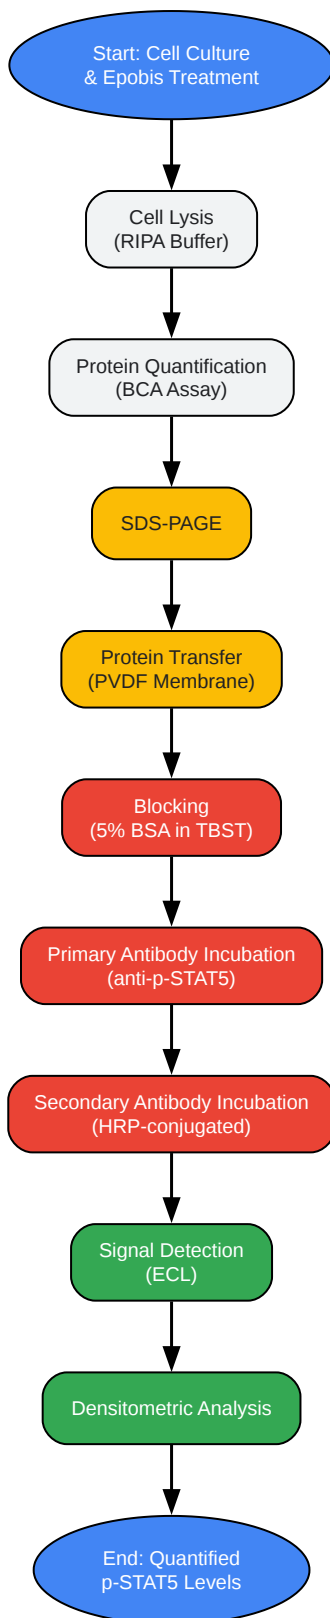 Start: Cell Culture
& Epobis Treatment
Cell Lysis
(RIPA Buffer)
Protein Quantification
(BCA Assay)
SDS-PAGE
Protein Transfer
(PVDF Membrane)
Blocking
(5% BSA in TBST)
Primary Antibody Incubation
(anti-p-STAT5)
Secondary Antibody Incubation
(HRP-conjugated)
Signal Detection
(ECL)
Densitometric Analysis
End: Quantified
p-STAT5 Levels